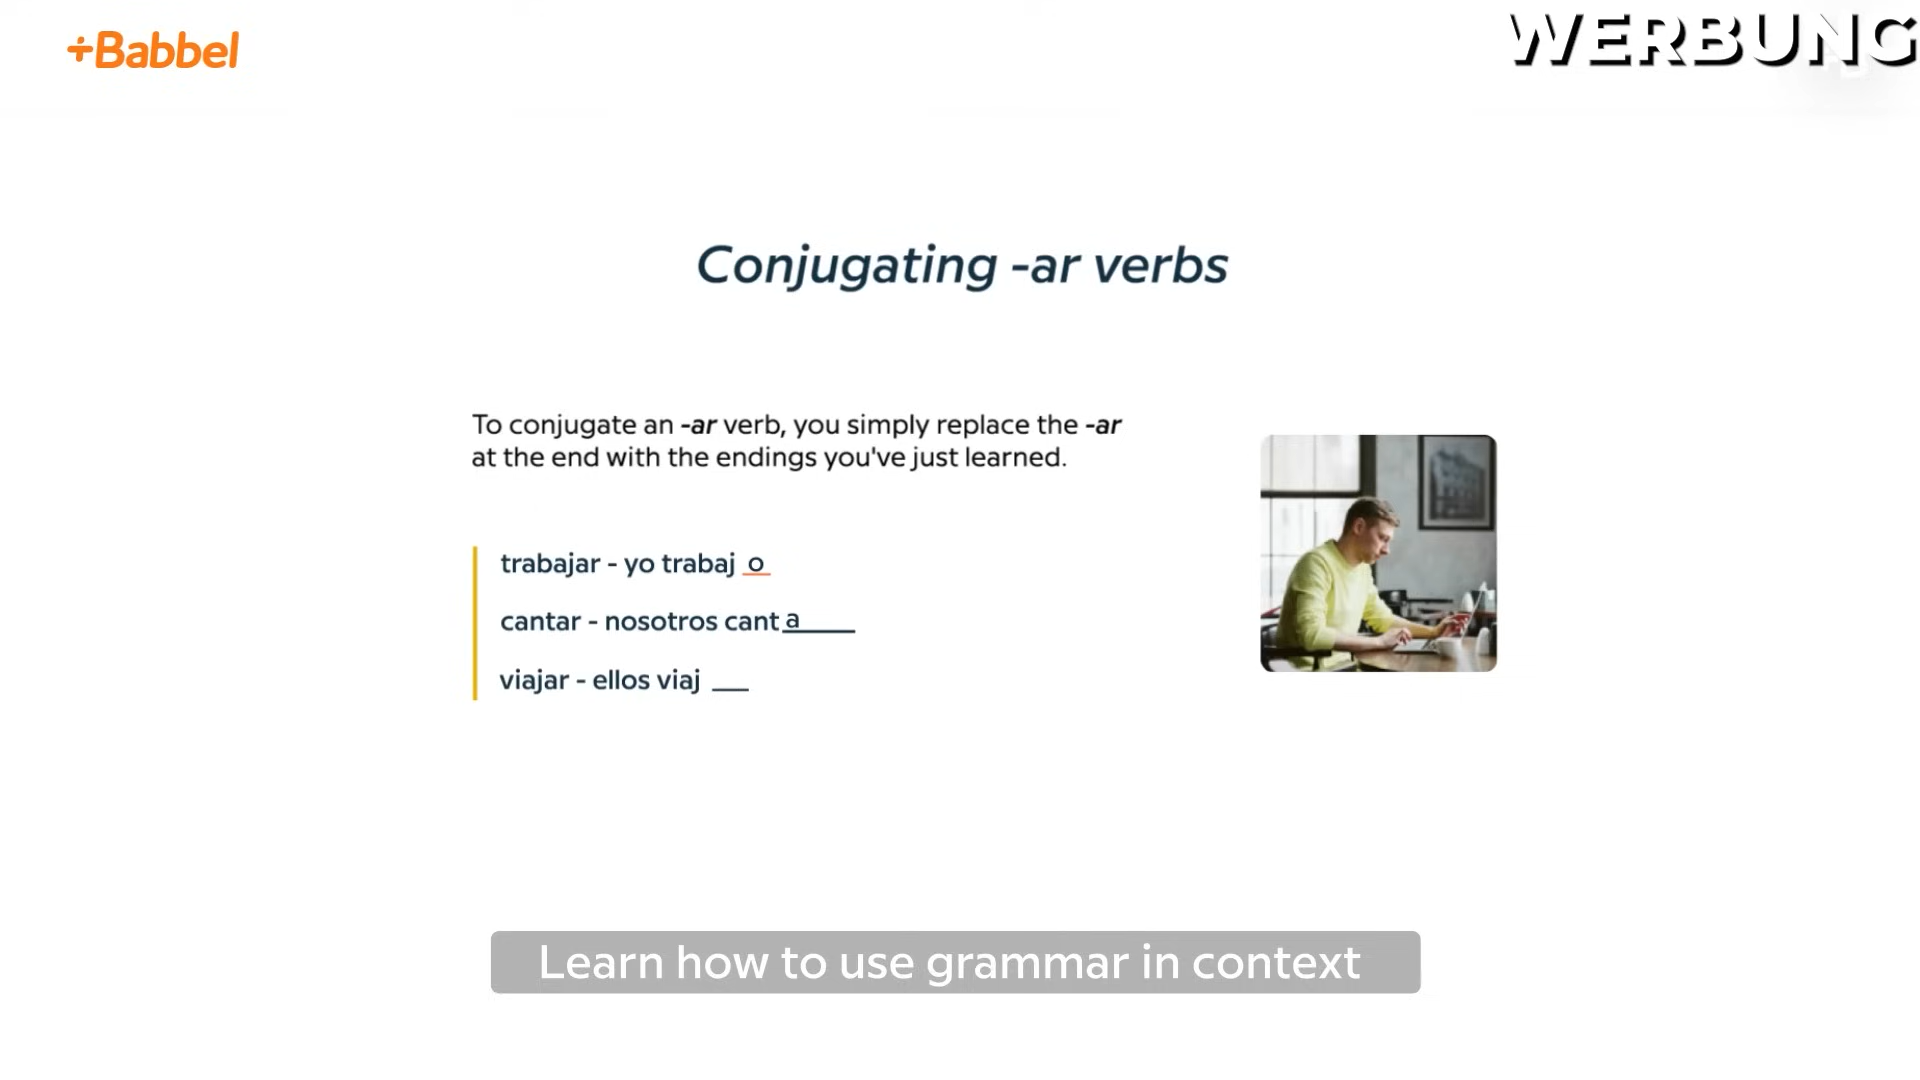 +Babbel
WERBUNG
Conjugating -ar verbs
To conjugate an -ar verb, you simply replace the -ar
at the end with the endings you've just learned.
trabajar - yo trabaj o
cantar - nosotros cant a____
viajar - ellos viaj ___
Learn how to use grammar in context